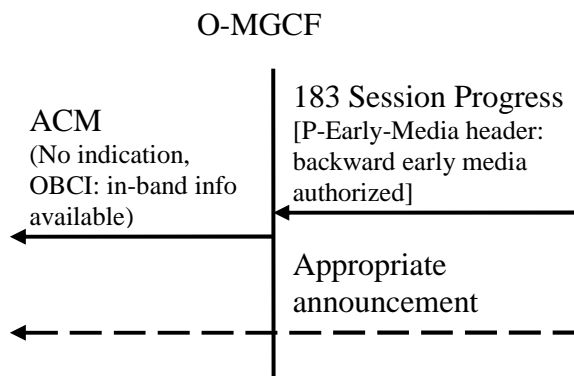 O-MGCF
ACM
(No indication,
OBCI: in-band info
available)
183 Session Progress
[P-Early-Media header:
backward early media
authorized]
Appropriate
announcement